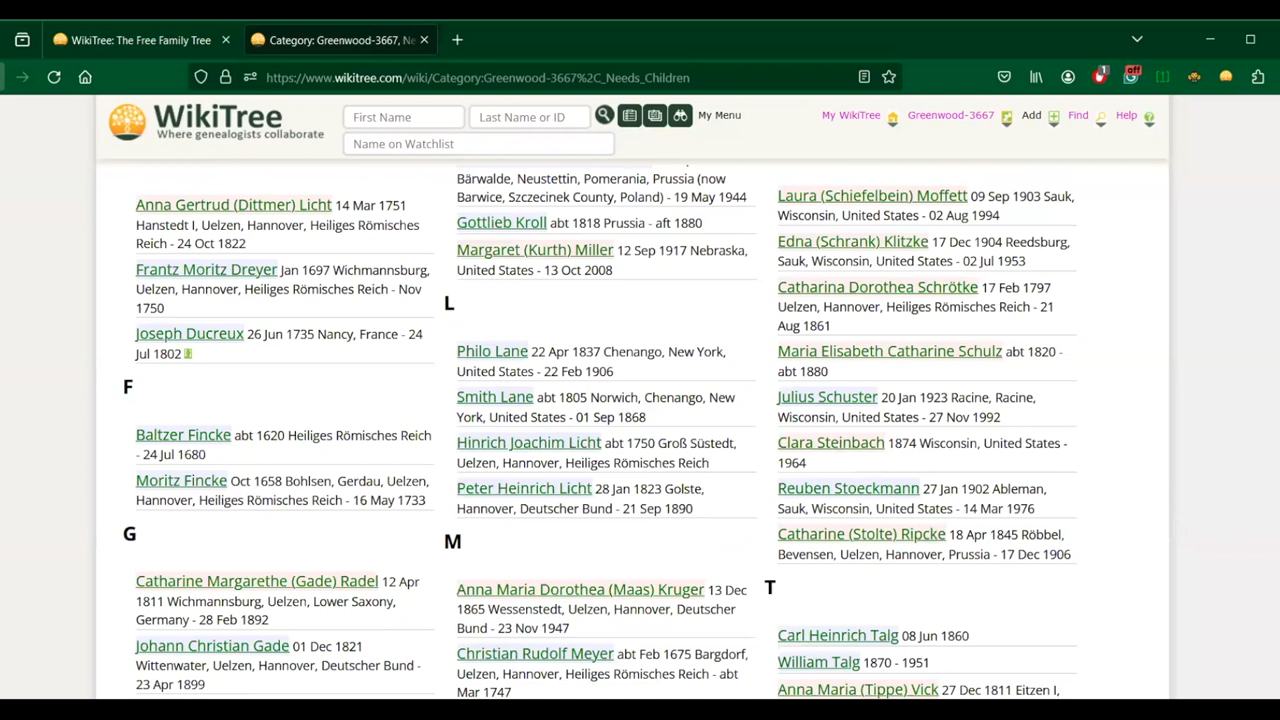 WikiTree: The Free Family Tree
Category: Greenwood-3667, Ne
https://www.wikitree.com/wiki/Category:Greenwood-3667%2C_Needs_Children
1
off
WikiTree
Where genealogists collaborate
First Name
Last Name or ID
My Menu
Name on Watchlist
My WikiTree
Greenwood-3667
Add
Find
Help
Anna Gertrud (Dittmer) Licht 14 Mar 1751
Hanstedt I, Uelzen, Hannover, Heiliges Römisches
Reich - 24 Oct 1822
Frantz Moritz Dreyer Jan 1697 Wichmannsburg,
Uelzen, Hannover, Heiliges Römisches Reich - Nov
1750
Joseph Ducreux 26 Jun 1735 Nancy, France - 24
Jul 1802
F
Baltzer Fincke abt 1620 Heiliges Römisches Reich
- 24 Jul 1680
Moritz Fincke Oct 1658 Bohlsen, Gerdau, Uelzen,
Hannover, Heiliges Römisches Reich - 16 May 1733
G
Catharine Margarethe (Gade) Radel 12 Apr
1811 Wichmannsburg, Uelzen, Lower Saxony,
Germany - 28 Feb 1892
Johann Christian Gade 01 Dec 1821
Wittenwater, Uelzen, Hannover, Deutscher Bund -
23 Apr 1899
Bärwalde, Neustettin, Pomerania, Prussia (now
Barwice, Szczecinek County, Poland) - 19 May 1944
Gottlieb Kroll abt 1818 Prussia - aft 1880
Margaret (Kurth) Miller 12 Sep 1917 Nebraska,
United States - 13 Oct 2008
L
Philo Lane 22 Apr 1837 Chenango, New York,
United States - 22 Feb 1906
Smith Lane abt 1805 Norwich, Chenango, New
York, United States - 01 Sep 1868
Hinrich Joachim Licht abt 1750 Groß Süstedt,
Uelzen, Hannover, Heiliges Römisches Reich
Peter Heinrich Licht 28 Jan 1823 Golste,
Hannover, Deutscher Bund - 21 Sep 1890
M
Anna Maria Dorothea (Maas) Kruger 13 Dec
1865 Wessenstedt, Uelzen, Hannover, Deutscher
Bund - 23 Nov 1947
Christian Rudolf Meyer abt Feb 1675 Bargdorf,
Uelzen, Hannover, Heiliges Römisches Reich - abt
Mar 1747
Laura (Schiefelbein) Moffett 09 Sep 1903 Sauk,
Wisconsin, United States - 02 Aug 1994
Edna (Schrank) Klitzke 17 Dec 1904 Reedsburg,
Sauk, Wisconsin, United States - 02 Jul 1953
Catharina Dorothea Schrötke 17 Feb 1797
Uelzen, Hannover, Heiliges Römisches Reich - 21
Aug 1861
Maria Elisabeth Catharine Schulz abt 1820 -
abt 1880
Julius Schuster 20 Jan 1923 Racine, Racine,
Wisconsin, United States - 27 Nov 1992
Clara Steinbach 1874 Wisconsin, United States -
1964
Reuben Stoeckmann 27 Jan 1902 Ableman,
Sauk, Wisconsin, United States - 14 Mar 1976
Catharine (Stolte) Ripcke 18 Apr 1845 Röbbel,
Bevensen, Uelzen, Hannover, Prussia - 17 Dec 1906
T
Carl Heinrich Talg 08 Jun 1860
William Talg 1870 - 1951
Anna Maria (Tippe) Vick 27 Dec 1811 Eitzen I,